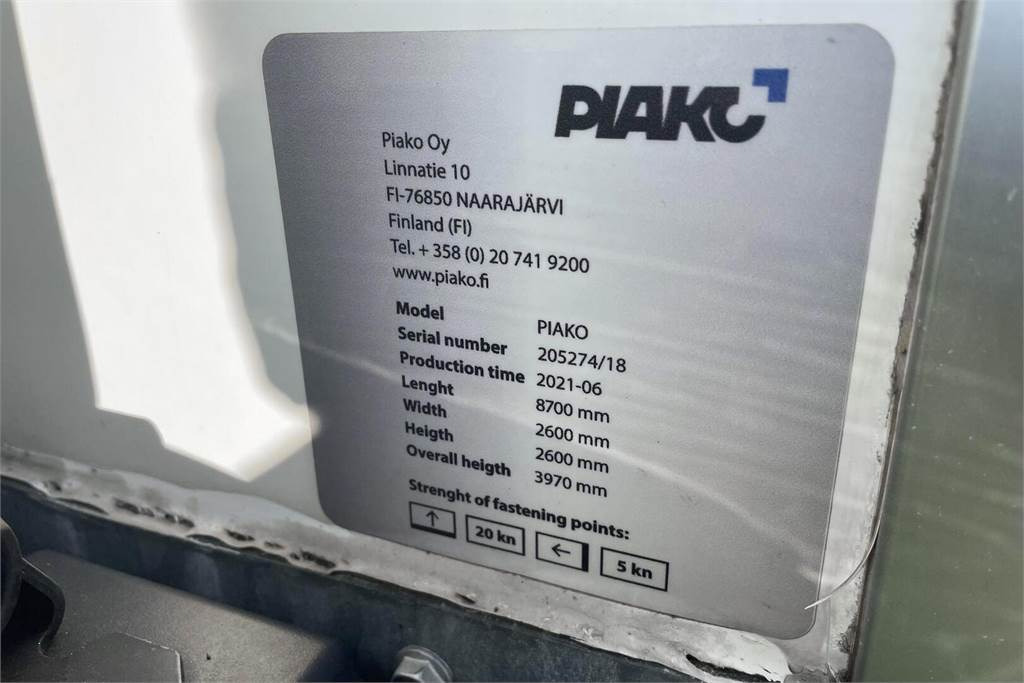 PIAKO
Piako Oy
Linnatie 10
FI-76850 NAARAJÄRVI
Finland (FI)
Tel. + 358 (0) 20 741 9200
www.piako.fi
Model PIAKO
Serial number 205274/18
Production time 2021-06
Lenght 8700 mm
Width 2600 mm
Heigth 2600 mm
Overall heigth 3970 mm
Strenght of fastening points:
↑ 20 kn ← 5 kn